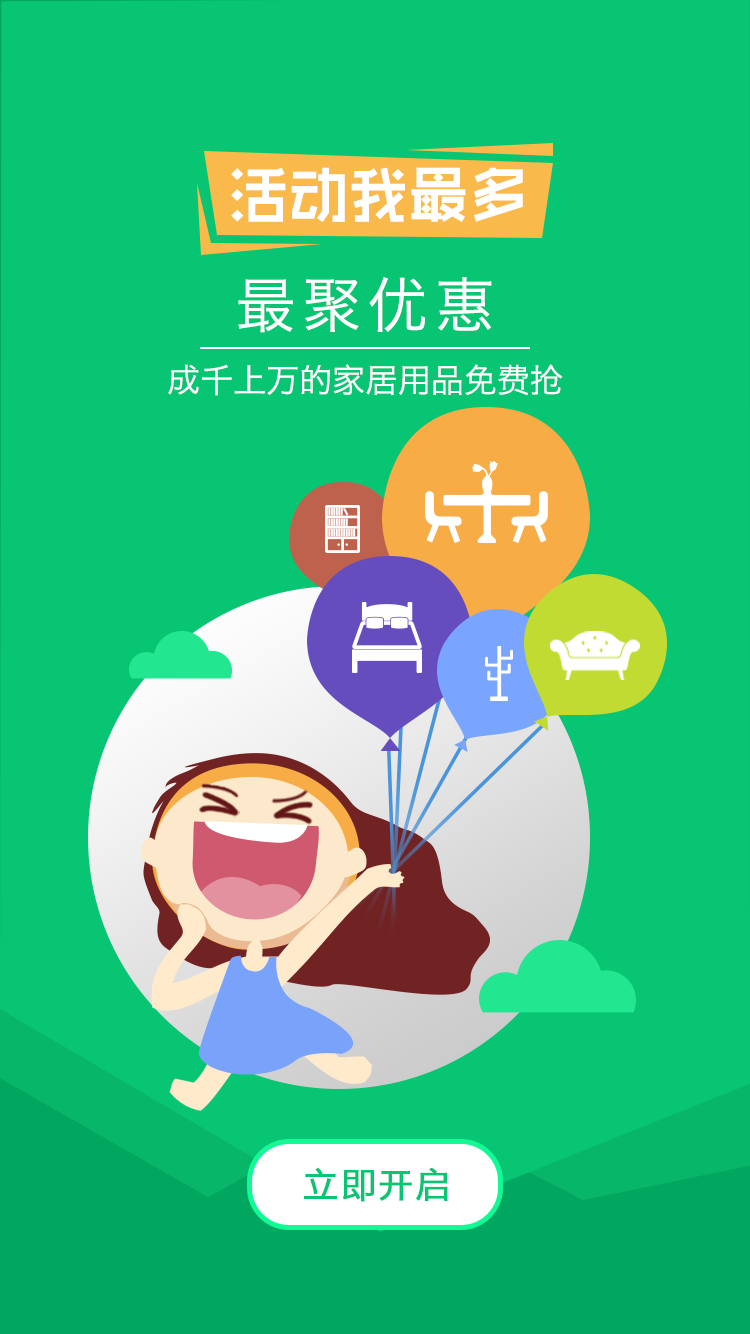 活动我最多
最聚优惠
成千上万的家居用品免费抢
立即开启